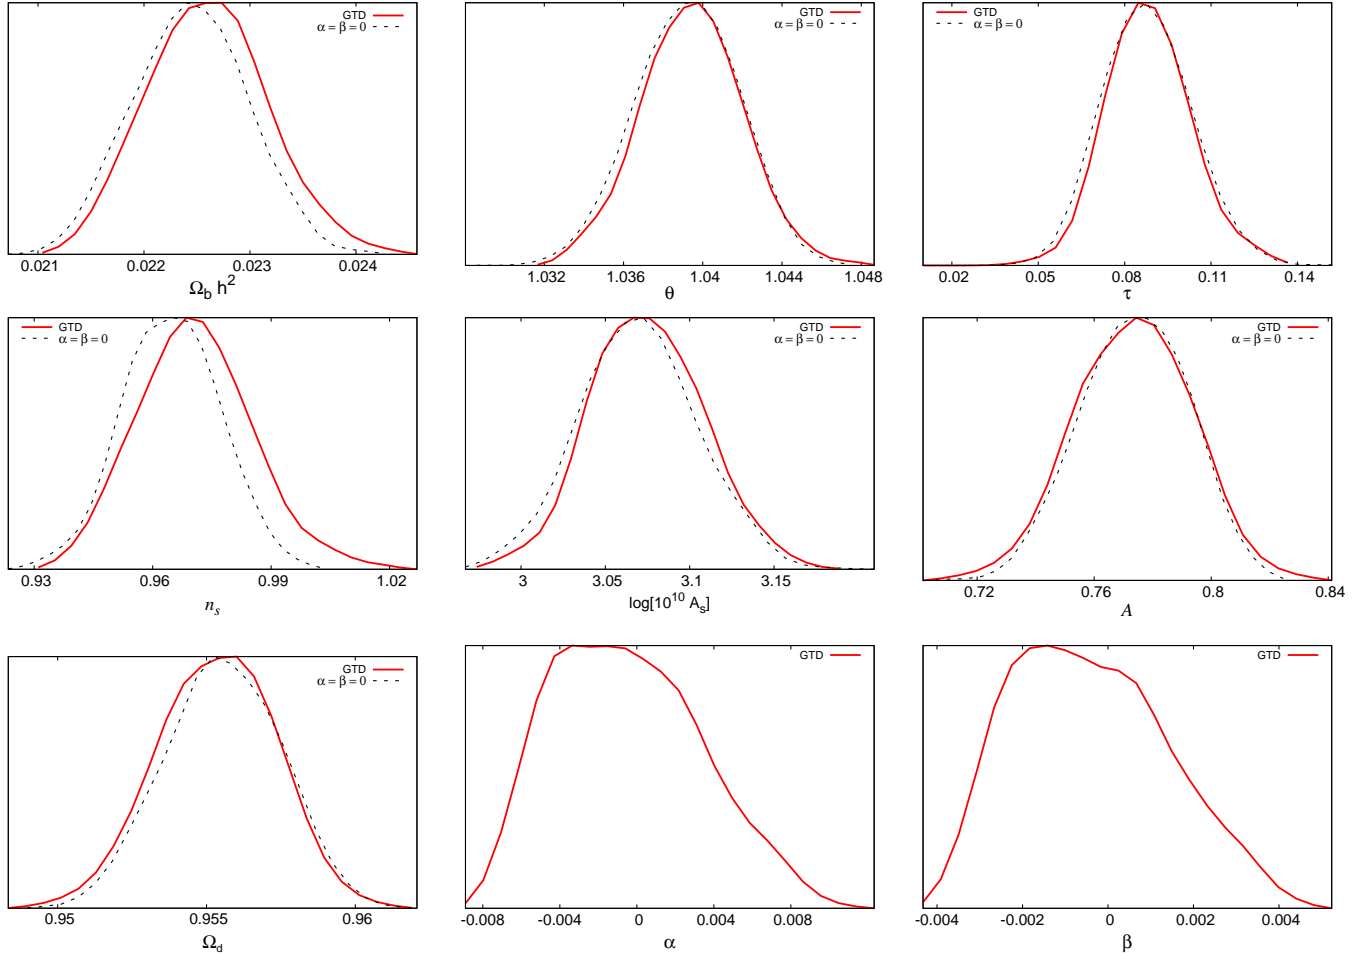 GTD
α = β = 0
0.021 0.022 0.023 0.024
Ω_b h²
GTD
α = β = 0
1.032 1.036 1.04 1.044 1.048
θ
GTD
α = β = 0
0.02 0.05 0.08 0.11 0.14
τ
GTD
α = β = 0
0.93 0.96 0.99 1.02
n_s
GTD
α = β = 0
3 3.05 3.1 3.15
log[10¹⁰ A_s]
GTD
α = β = 0
0.72 0.76 0.8 0.84
A
GTD
α = β = 0
0.95 0.955 0.96
Ω_d
GTD
-0.008 -0.004 0 0.004 0.008
α
GTD
-0.004 -0.002 0 0.002 0.004
β